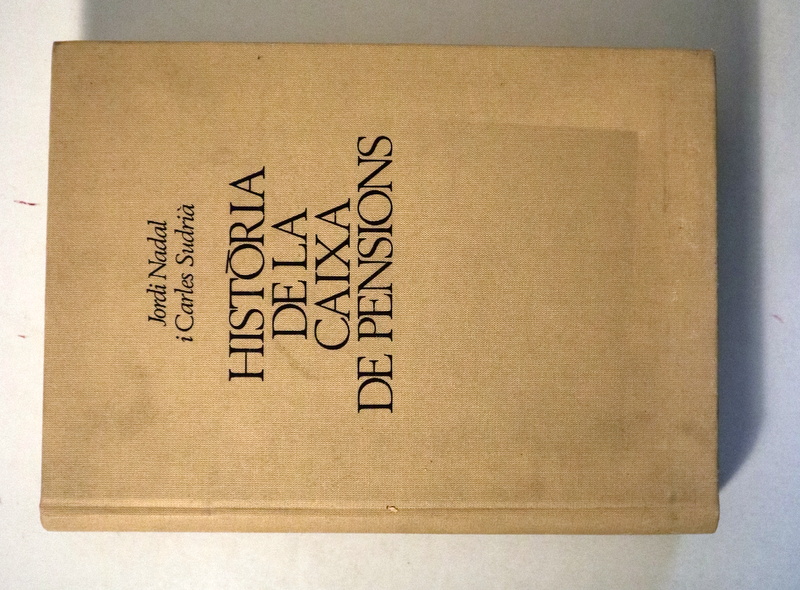 Jordi Nadal
i Carles Sudrià
HISTÒRIA
DE LA
CAIXA
DE PENSIONS